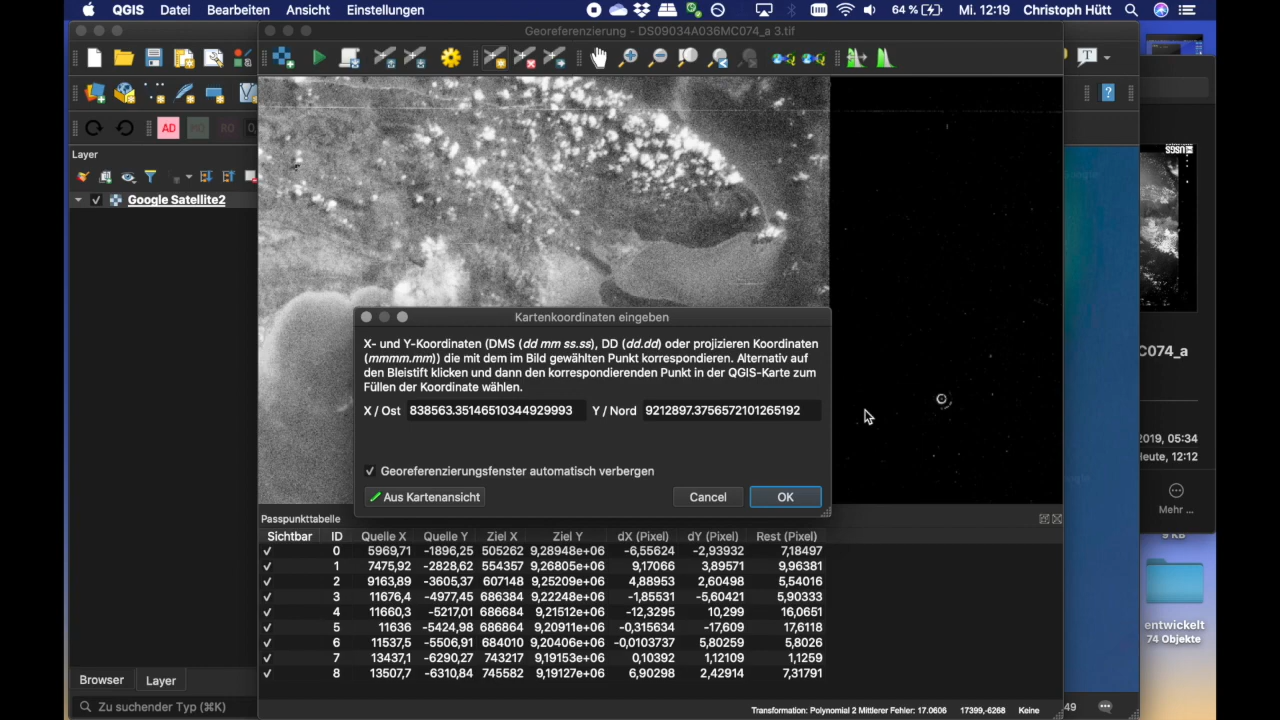 QGIS Datei Bearbeiten Ansicht Einstellungen 64 % Mi. 12:19 Christoph Hütt
Georeferenzierung - DS09034A036MC074_a 3.tif
AD
Layer
Google Satellite2
USGS
Kartenkoordinaten eingeben
X- und Y-Koordinaten (DMS (dd mm ss.ss), DD (dd.dd) oder projizieren Koordinaten
(mmmm.mm)) die mit dem im Bild gewählten Punkt korrespondieren. Alternativ auf
den Bleistift klicken und dann den korrespondierenden Punkt in der QGIS-Karte zum
Füllen der Koordinate wählen.
X / Ost 838563.35146510344929993 Y / Nord 9212897.3756572101265192
Georeferenzierungsfenster automatisch verbergen
Aus Kartenansicht Cancel OK
C074_a
2019, 05:34
Heute, 12:12
Mehr ...
9 KB
entwickelt
74 Objekte
Passpunkttabelle
Sichtbar ID Quelle X Quelle Y Ziel X Ziel Y dX (Pixel) dY (Pixel) Rest (Pixel)
✓ 0 5969,71 -1896,25 505262 9,28948e+06 -6,55624 -2,93932 7,18497
✓ 1 7475,92 -2828,62 554357 9,26805e+06 9,17066 3,89571 9,96381
✓ 2 9163,89 -3605,37 607148 9,25209e+06 4,88953 2,60498 5,54016
✓ 3 11676,4 -4977,45 686384 9,22248e+06 -1,85531 -5,60421 5,90333
✓ 4 11660,3 -5217,01 686684 9,21512e+06 -12,3295 10,299 16,0651
✓ 5 11636 -5424,98 686864 9,20911e+06 -0,315634 -17,609 17,6118
✓ 6 11537,5 -5506,91 684010 9,20406e+06 -0,0103737 5,80259 5,8026
✓ 7 13437,1 -6290,27 743217 9,19153e+06 0,10392 1,12109 1,1259
✓ 8 13507,7 -6310,84 745582 9,19127e+06 6,90298 2,42914 7,31791
Browser Layer
Zu suchender Typ (⌘K)
Transformation: Polynomial 2 Mittlerer Fehler: 17.0606 17399,-6268 Keine
49